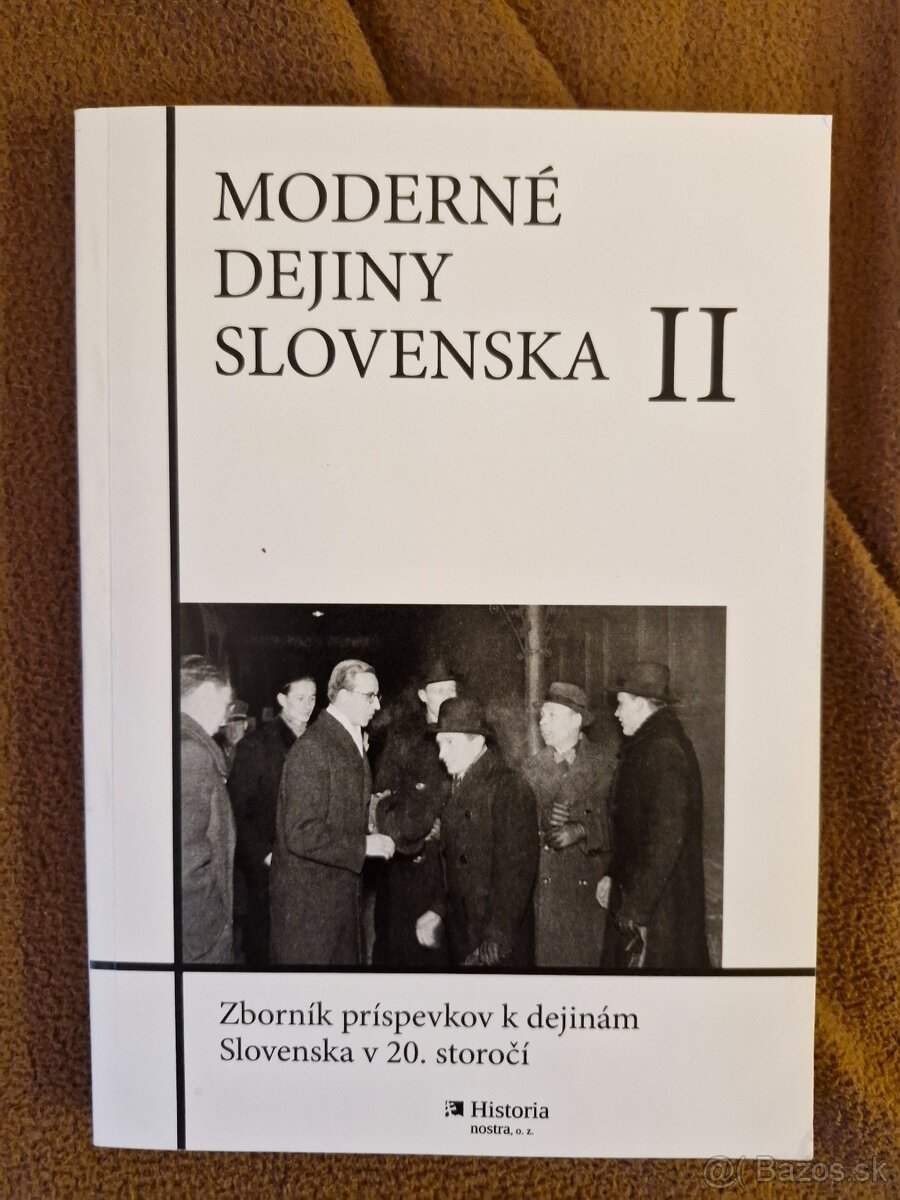 MODERNÉ
DEJINY
SLOVENSKA II
Zborník príspevkov k dejinám
Slovenska v 20. storočí
Historia
nostra, o. z.
@( Bazos.sk